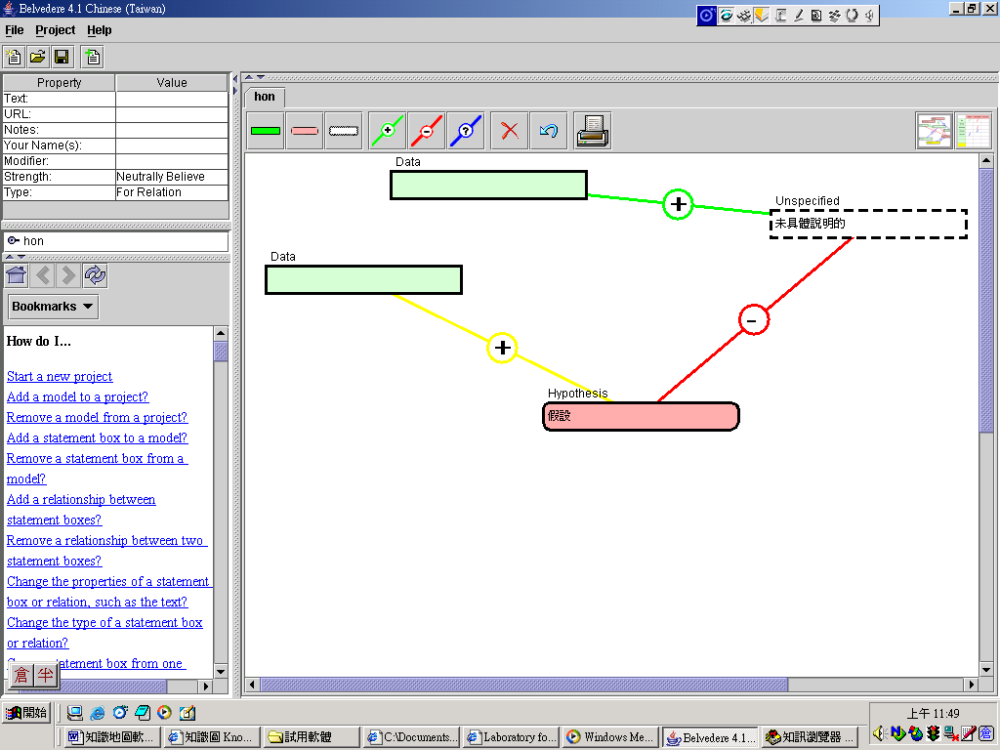 Belvedere 4.1 Chinese (Taiwan)
File Project Help
Property Value
Text:
URL:
Notes:
Your Name(s):
Modifier:
Strength: Neutrally Believe
Type: For Relation
hon
Bookmarks
How do I...
Start a new project
Add a model to a project?
Remove a model from a project?
Add a statement box to a model?
Remove a statement box from a
model?
Add a relationship between
statement boxes?
Remove a relationship between two
statement boxes?
Change the properties of a statement
box or relation, such as the text?
Change the type of a statement box
or relation?
atement box from one
倉 半
hon
Data
+
Unspecified
未具體說明的
Data
+
-
Hypothesis
假設
開始
上午 11:49
知識地圖軟...
知識圖 Kno...
試用軟體
C:\Documents...
Laboratory fo...
Windows Me...
Belvedere 4.1...
知訊瀏覽器 ...